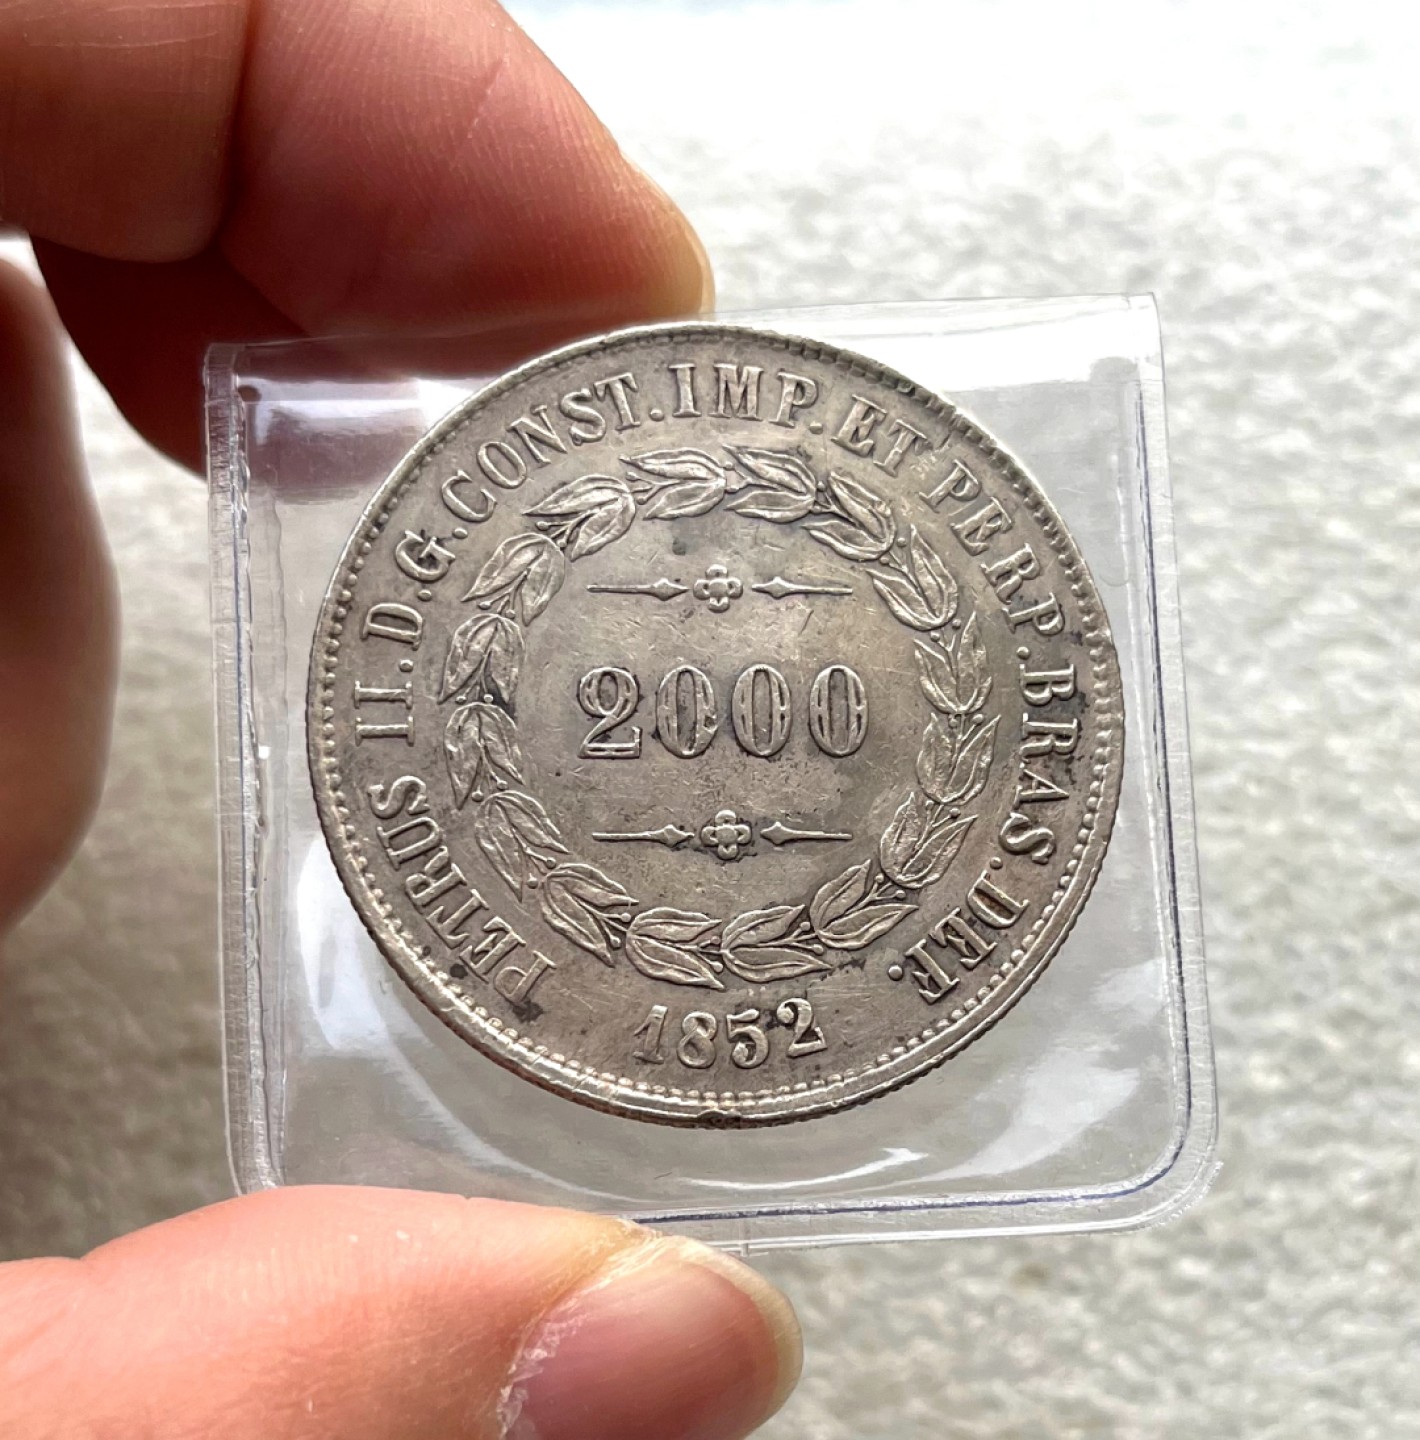 PETRUS II.D.G.CONST.IMP.ET PERP.BRAS.DEF.
2000
1852